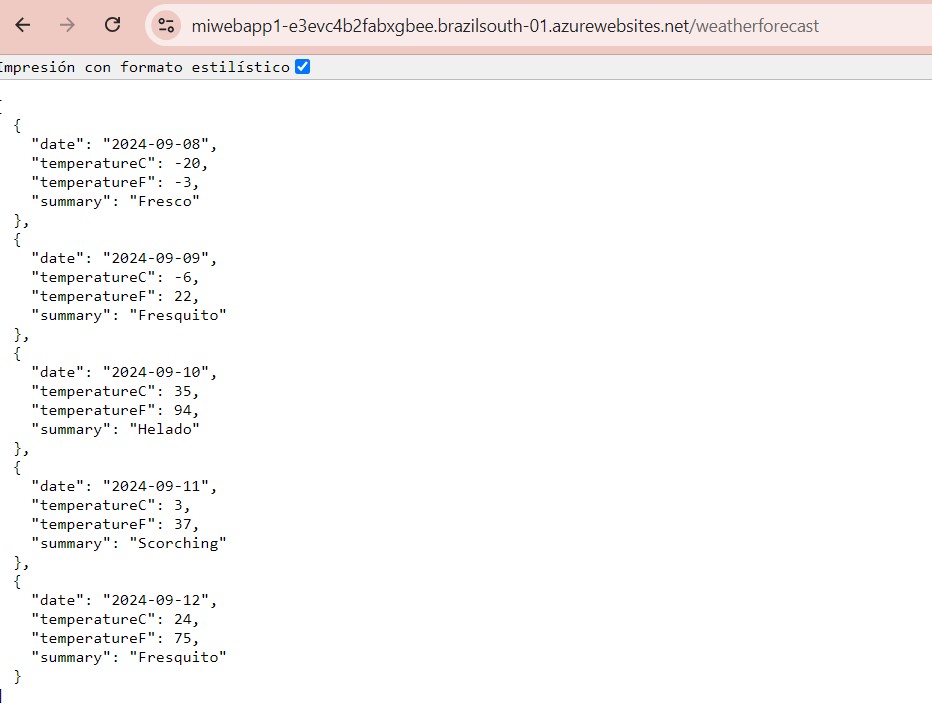 miwebapp1-e3evc4b2fabxgbee.brazilsouth-01.azurewebsites.net/weatherforecast
Impresión con formato estilístico
[
  {
    "date": "2024-09-08",
    "temperatureC": -20,
    "temperatureF": -3,
    "summary": "Fresco"
  },
  {
    "date": "2024-09-09",
    "temperatureC": -6,
    "temperatureF": 22,
    "summary": "Fresquito"
  },
  {
    "date": "2024-09-10",
    "temperatureC": 35,
    "temperatureF": 94,
    "summary": "Helado"
  },
  {
    "date": "2024-09-11",
    "temperatureC": 3,
    "temperatureF": 37,
    "summary": "Scorching"
  },
  {
    "date": "2024-09-12",
    "temperatureC": 24,
    "temperatureF": 75,
    "summary": "Fresquito"
  }
]